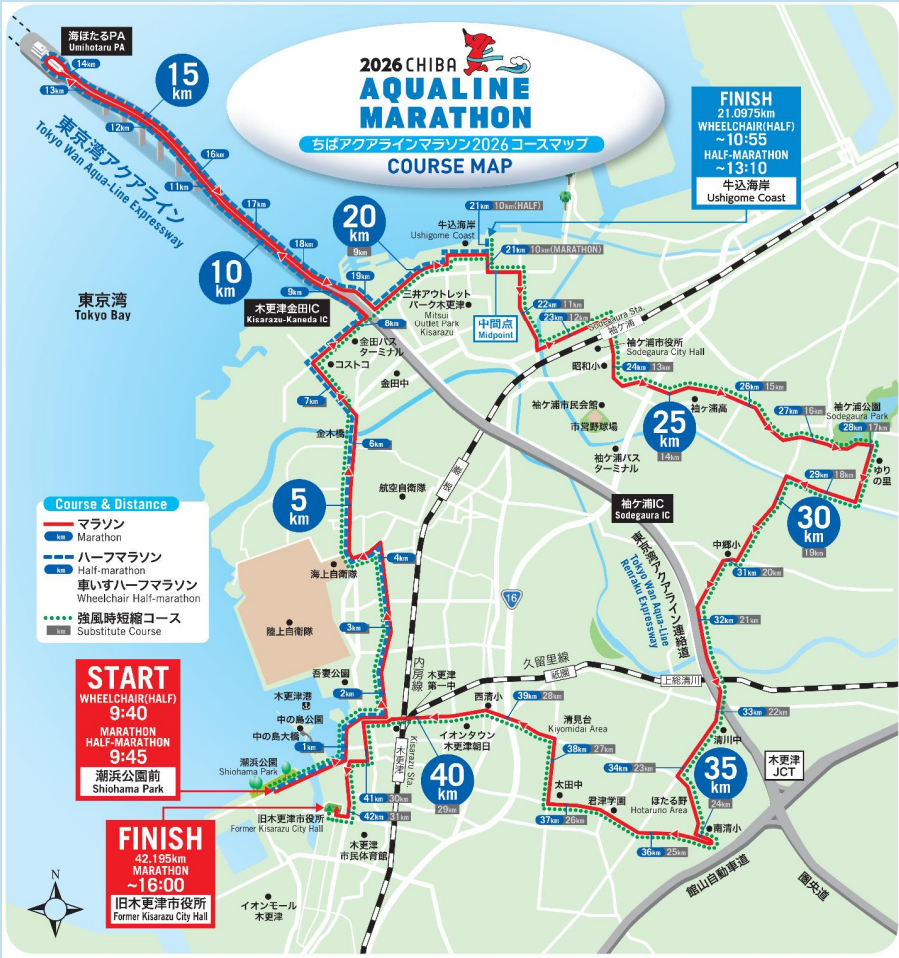 海ほたるPA
Umihotaru PA
14km
13km
15
km
12km
16km
11km
東京湾アクアライン
Tokyo Wan Aqua-Line Expressway
17km
10
km
18km
9km
19km
木更津金田IC
Kisarazu-Kaneda IC
東京湾
Tokyo Bay
2026 CHIBA
AQUALINE
MARATHON
ちばアクアラインマラソン2026 コースマップ
COURSE MAP
FINISH
21.0975km
WHEELCHAIR(HALF)
~10:55
HALF-MARATHON
~13:10
牛込海岸
Ushigome Coast
20
km
9km
21km 10km(HALF)
牛込海岸
Ushigome Coast
21km 10km(MARATHON)
三井アウトレット
パーク木更津
Mitsui
Outlet Park
Kisarazu
中間点
Midpoint
22km 11km
23km 12km
Sodegaura Sta.
袖ケ浦
袖ケ浦市役所
Sodegaura City Hall
昭和小
24km 13km
8km
金田バス
ターミナル
コストコ
金田中
7km
金木橋
6km
袖ケ浦市民会館
市営野球場
袖ケ浦バス
ターミナル
25
km
14km
袖ヶ浦高
26km 15km
27km 16km
袖ケ浦公園
Sodegaura Park
28km 17km
ゆり
の里
29km 18km
30
km
19km
巌根
航空自衛隊
5
km
袖ケ浦IC
Sodegaura IC
中郷小
31km 20km
東京湾アクアライン連絡道
Tokyo Wan Aqua-Line
Renraku Expressway
32km 21km
Course & Distance
マラソン
km Marathon
ハーフマラソン
km Half-marathon
車いすハーフマラソン
Wheelchair Half-marathon
強風時短縮コース
km Substitute Course
海上自衛隊
4km
16
陸上自衛隊
3km
吾妻公園
2km
木更津港
中の島公園
中の島大橋
1km
潮浜公園
Shiohama Park
START
WHEELCHAIR(HALF)
9:40
MARATHON
HALF-MARATHON
9:45
潮浜公園前
Shiohama Park
内房線
木更津
第一中
久留里線
祇園
上総清川
西清小
39km 28km
イオンタウン
木更津朝日
清見台
Kiyomidai Area
33km 22km
清川中
木更津
JCT
木更津
Kisarazu Sta.
40
km
29km
38km 27km
34km 23km
35
km
24km
太田中
君津学園
ほたる野
Hotaruno Area
南清小
37km 26km
36km 25km
41km 30km
42km 31km
旧木更津市役所
Former Kisarazu City Hall
木更津
市民体育館
イオンモール
木更津
館山自動車道
圏央道
FINISH
42.195km
MARATHON
~16:00
旧木更津市役所
Former Kisarazu City Hall
N